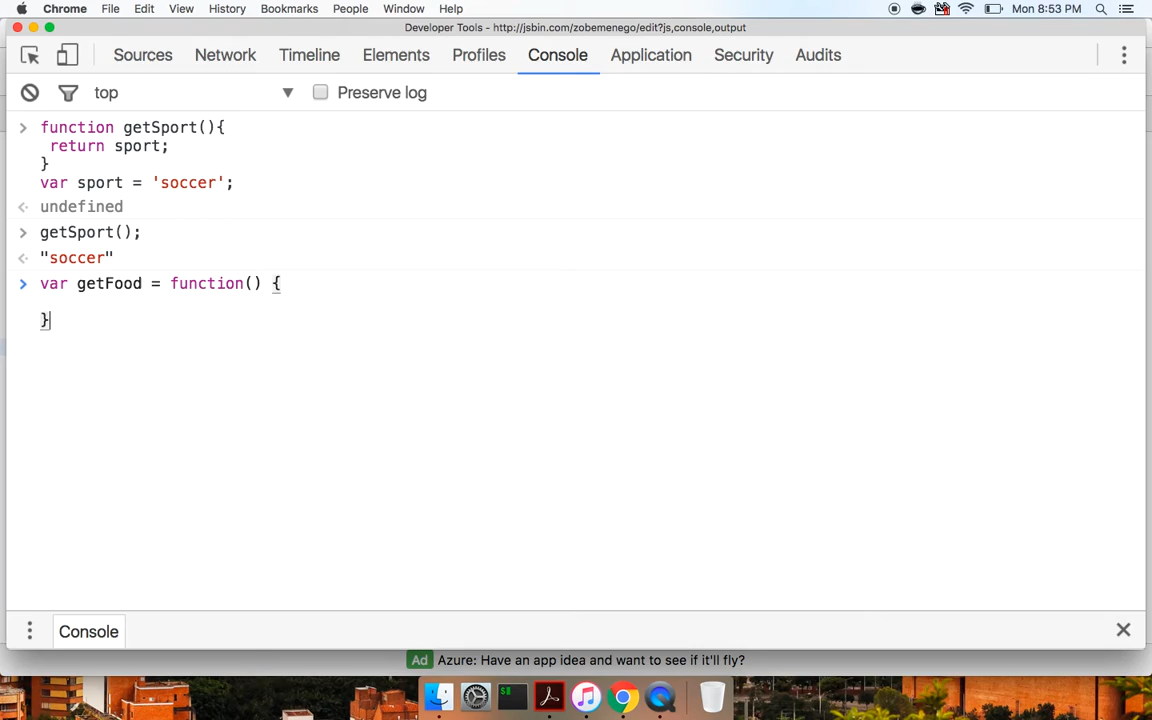 Chrome File Edit View History Bookmarks People Window Help Mon 8:53 PM
Developer Tools - http://jsbin.com/zobemenego/edit?js,console,output
Sources Network Timeline Elements Profiles Console Application Security Audits
top ▼ Preserve log
> function getSport(){
return sport;
}
var sport = 'soccer';
< undefined
> getSport();
< "soccer"
> var getFood = function() {
}
Console
Ad Azure: Have an app idea and want to see if it'll fly?